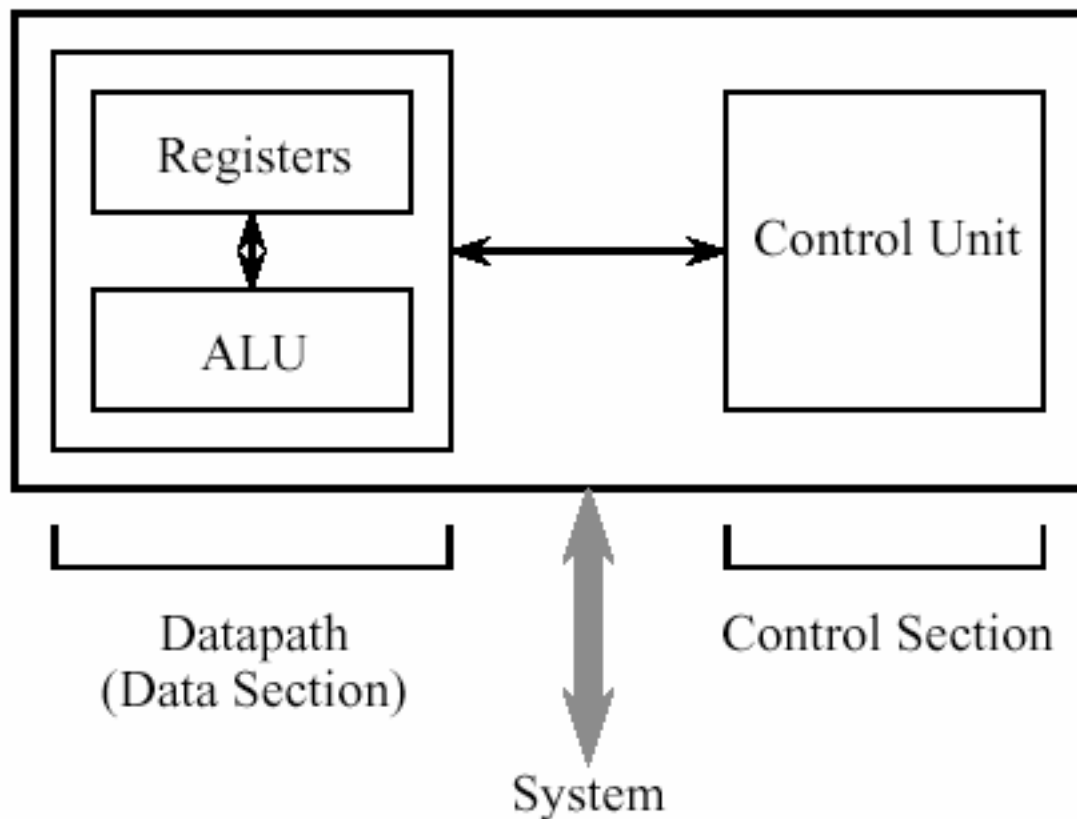 Registers
Control Unit
ALU
Datapath
(Data Section)
Control Section
System